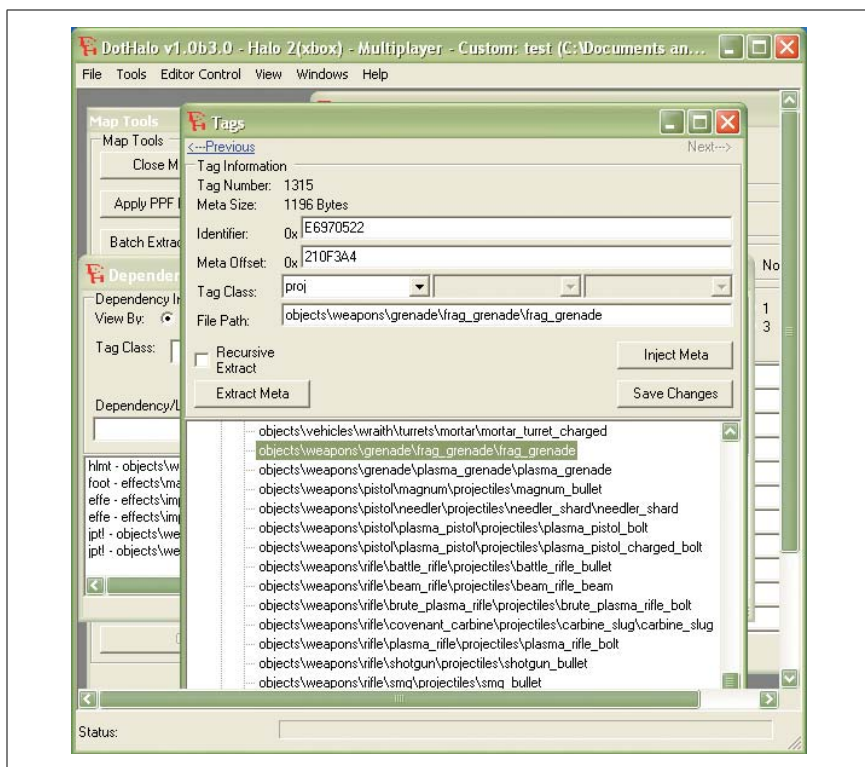 DotHalo v1.0b3.0 - Halo 2(xbox) - Multiplayer - Custom: test (C:\Documents an...
File Tools Editor Control View Windows Help
Map Tools
Map Tools
Close M
Apply PPF
Batch Extrac
Tags
<---Previous
Next--->
Tag Information
Tag Number: 1315
Meta Size: 1196 Bytes
Identifier: 0x E6970522
Meta Offset: 0x 210F3A4
Tag Class: proj
File Path: objects\weapons\grenade\frag_grenade\frag_grenade
Recursive
Extract
Inject Meta
Extract Meta
Save Changes
objects\vehicles\wraith\turrets\mortar\mortar_turret_charged
objects\weapons\grenade\frag_grenade\frag_grenade
objects\weapons\grenade\plasma_grenade\plasma_grenade
objects\weapons\pistol\magnum\projectiles\magnum_bullet
objects\weapons\pistol\needler\projectiles\needler_shard\needler_shard
objects\weapons\pistol\plasma_pistol\projectiles\plasma_pistol_bolt
objects\weapons\pistol\plasma_pistol\projectiles\plasma_pistol_charged_bolt
objects\weapons\rifle\battle_rifle\projectiles\battle_rifle_bullet
objects\weapons\rifle\beam_rifle\projectiles\beam_rifle_beam
objects\weapons\rifle\brute_plasma_rifle\projectiles\brute_plasma_rifle_bolt
objects\weapons\rifle\covenant_carbine\projectiles\carbine_slug\carbine_slug
objects\weapons\rifle\plasma_rifle\projectiles\plasma_rifle_bolt
objects\weapons\rifle\shotgun\projectiles\shotgun_bullet
objects\weapons\rifle\smg\projectiles\smg_bullet
Depender
Dependency In
View By:
Tag Class:
Dependency/L
hlmt - objects\w
foot - effects\ma
effe - effects\im
effe - effects\im
jpt! - objects\we
jpt! - objects\we
No
1
3
Status: